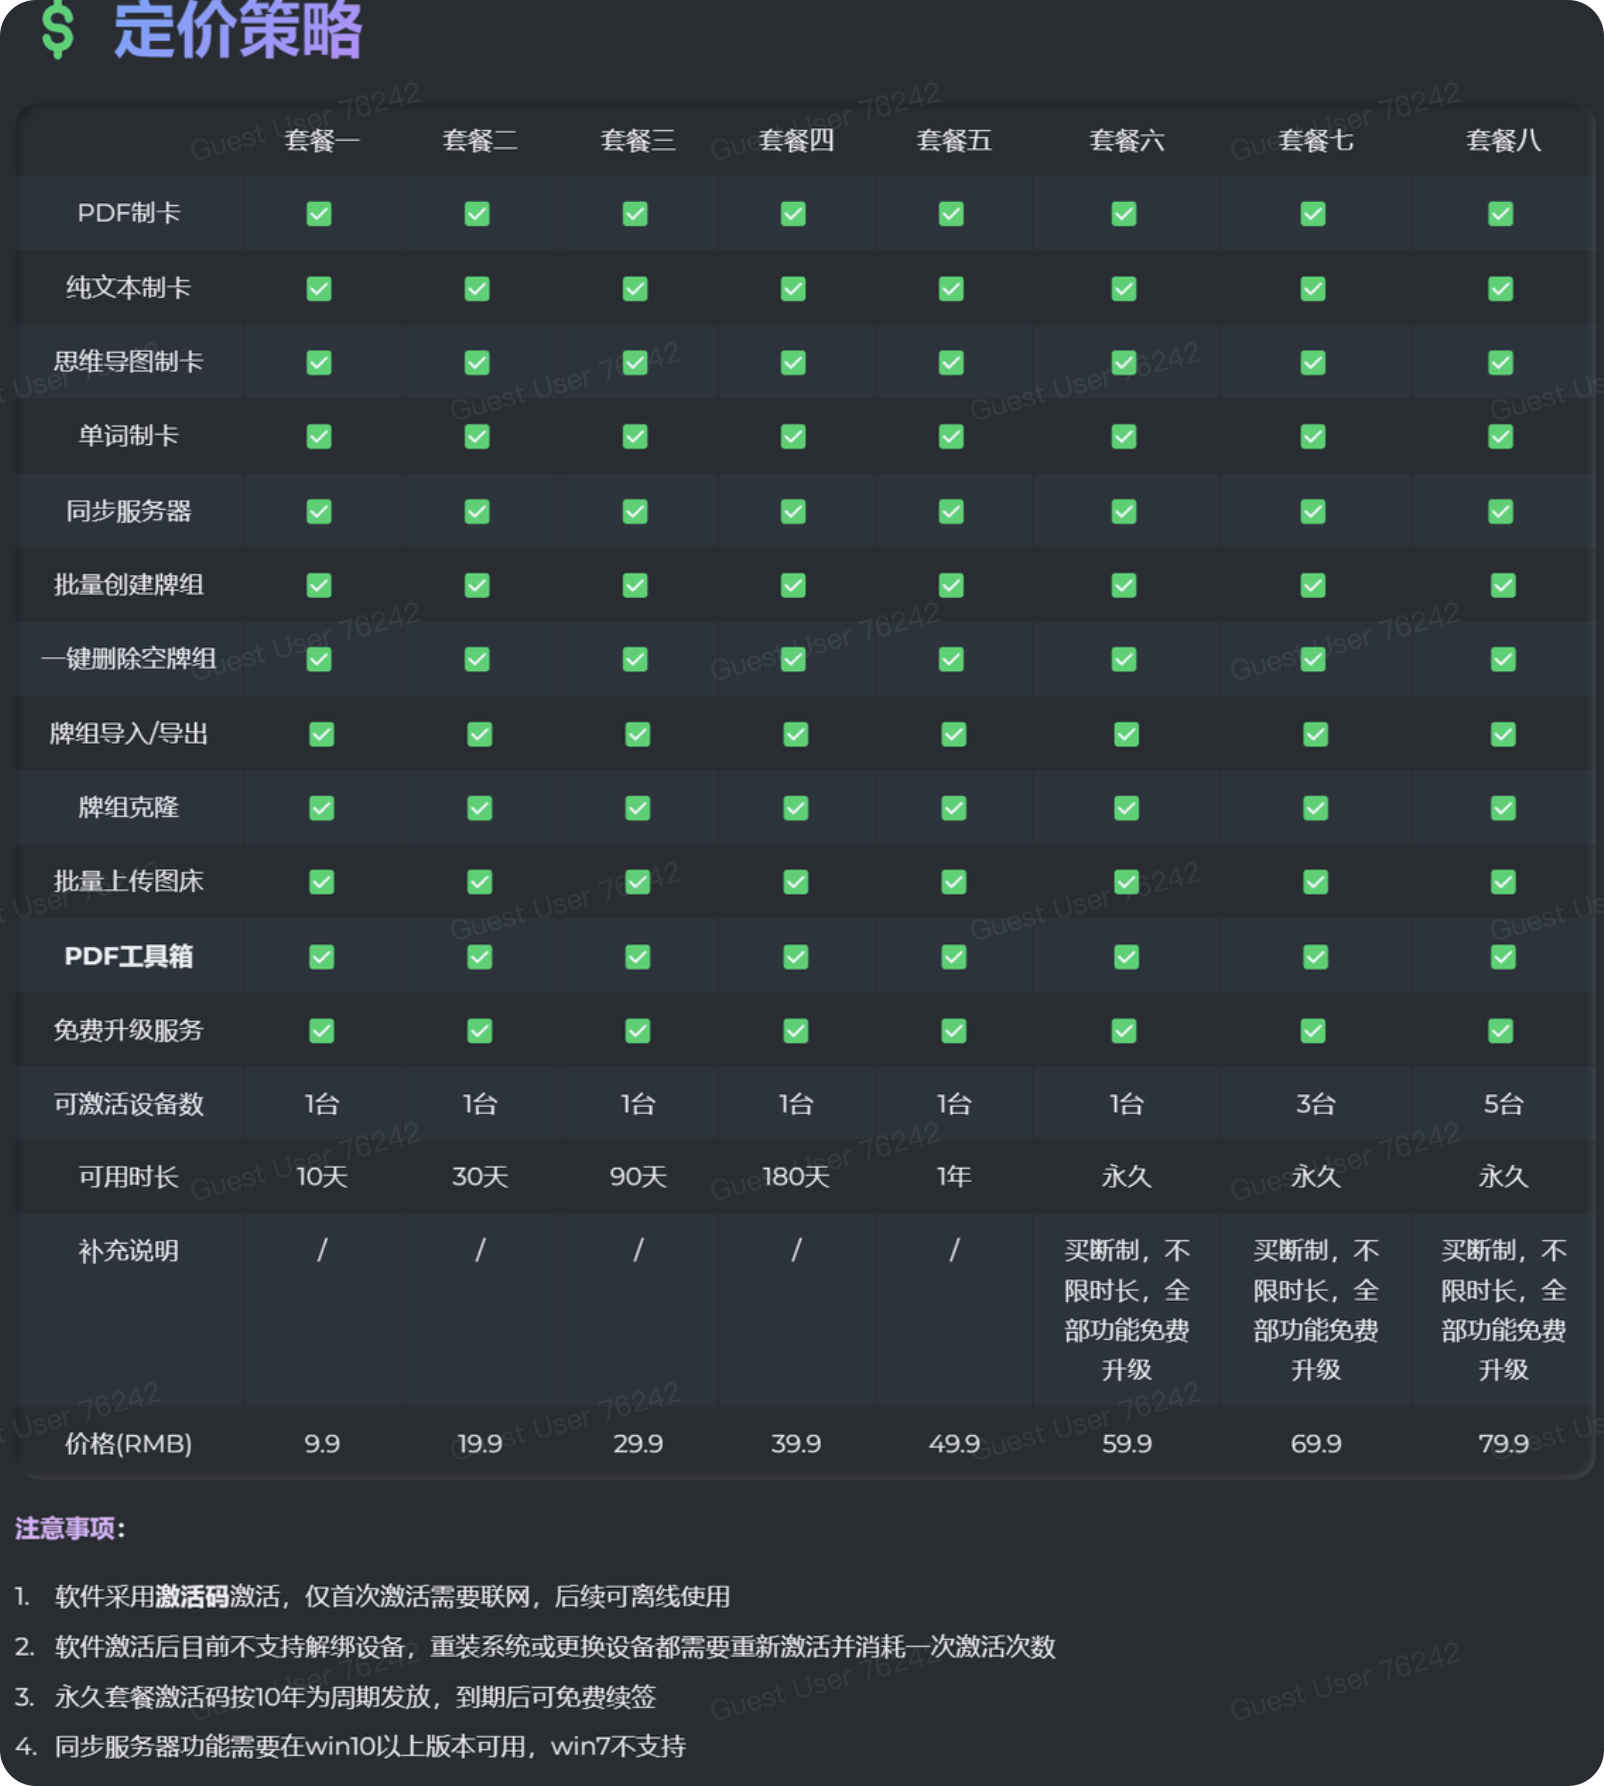 定价策略
套餐一 套餐二 套餐三 套餐四 套餐五 套餐六 套餐七 套餐八
PDF制卡 ✅ ✅ ✅ ✅ ✅ ✅ ✅ ✅
纯文本制卡 ✅ ✅ ✅ ✅ ✅ ✅ ✅ ✅
思维导图制卡 ✅ ✅ ✅ ✅ ✅ ✅ ✅ ✅
单词制卡 ✅ ✅ ✅ ✅ ✅ ✅ ✅ ✅
同步服务器 ✅ ✅ ✅ ✅ ✅ ✅ ✅ ✅
批量创建牌组 ✅ ✅ ✅ ✅ ✅ ✅ ✅ ✅
一键删除空牌组 ✅ ✅ ✅ ✅ ✅ ✅ ✅ ✅
牌组导入/导出 ✅ ✅ ✅ ✅ ✅ ✅ ✅ ✅
牌组克隆 ✅ ✅ ✅ ✅ ✅ ✅ ✅ ✅
批量上传图床 ✅ ✅ ✅ ✅ ✅ ✅ ✅ ✅
PDF工具箱 ✅ ✅ ✅ ✅ ✅ ✅ ✅ ✅
免费升级服务 ✅ ✅ ✅ ✅ ✅ ✅ ✅ ✅
可激活设备数 1台 1台 1台 1台 1台 1台 3台 5台
可用时长 10天 30天 90天 180天 1年 永久 永久 永久
补充说明 / / / / / 买断制，不 买断制，不 买断制，不
限时长，全 限时长，全 限时长，全
部功能免费 部功能免费 部功能免费
升级 升级 升级
价格(RMB) 9.9 19.9 29.9 39.9 49.9 59.9 69.9 79.9
注意事项：
1. 软件采用激活码激活，仅首次激活需要联网，后续可离线使用
2. 软件激活后目前不支持解绑设备，重装系统或更换设备都需要重新激活并消耗一次激活次数
3. 永久套餐激活码按10年为周期发放，到期后可免费续签
4. 同步服务器功能需要在win10以上版本可用，win7不支持
Guest User 76242